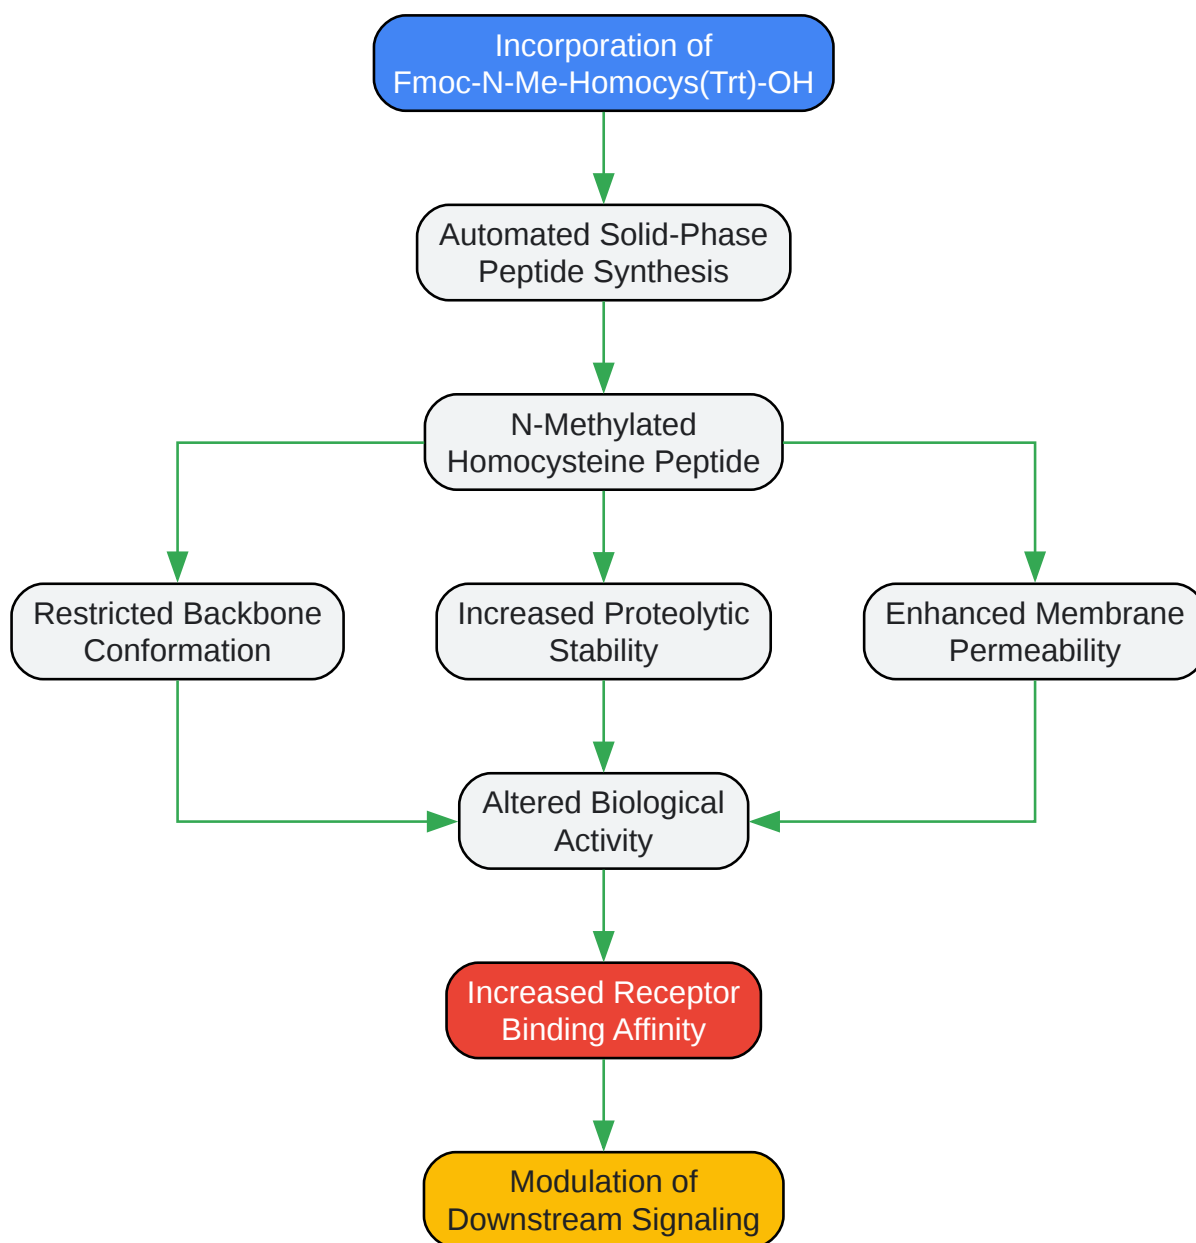 Incorporation of
Fmoc-N-Me-Homocys(Trt)-OH
Automated Solid-Phase
Peptide Synthesis
N-Methylated
Homocysteine Peptide
Restricted Backbone
Conformation
Increased Proteolytic
Stability
Enhanced Membrane
Permeability
Altered Biological
Activity
Increased Receptor
Binding Affinity
Modulation of
Downstream Signaling